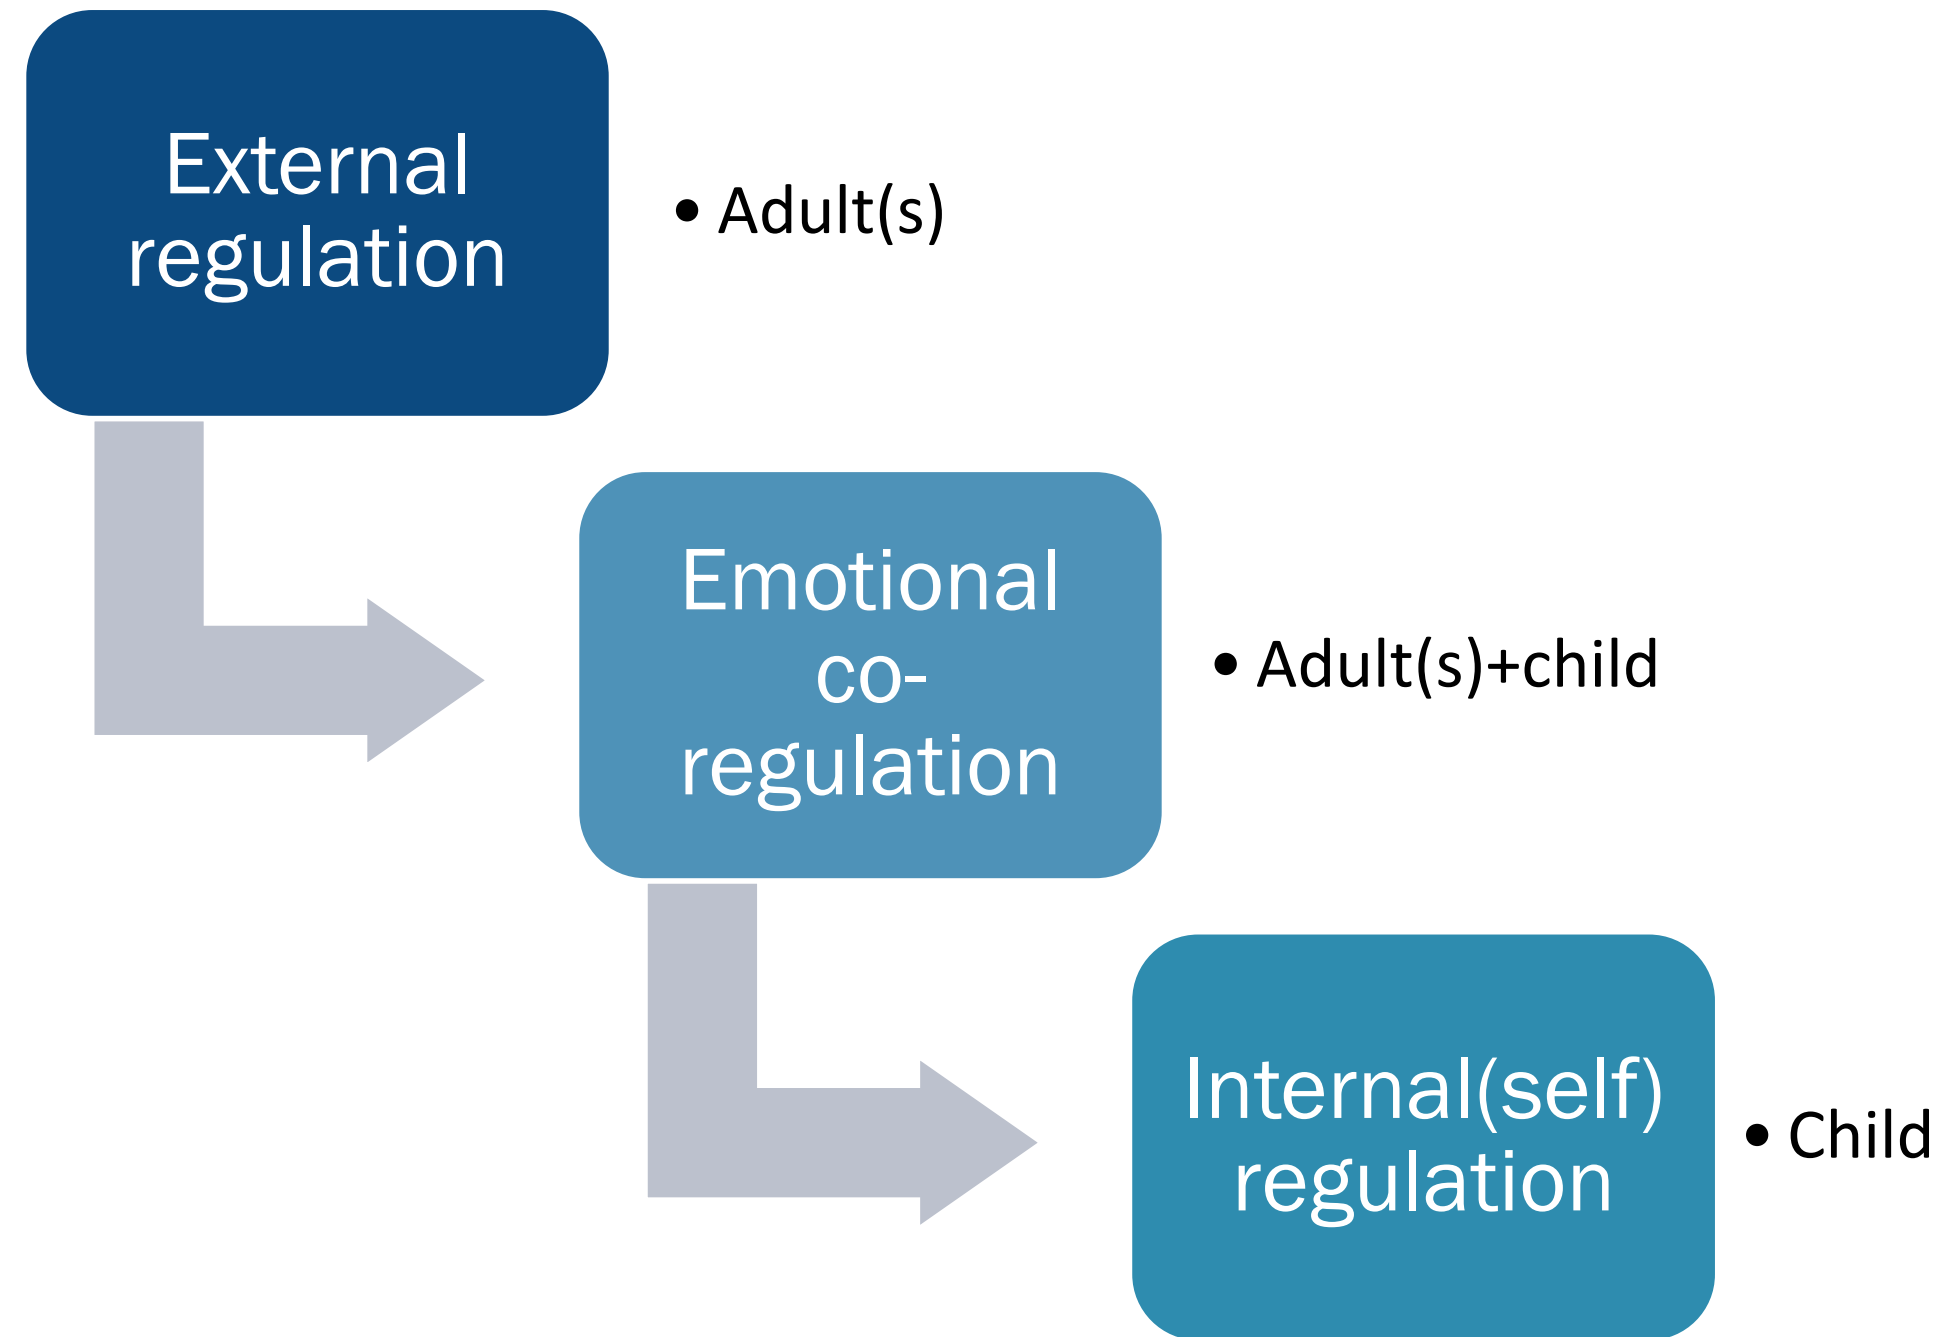 External
regulation
• Adult(s)
Emotional
co-
regulation
• Adult(s)+child
Internal(self)
regulation
• Child